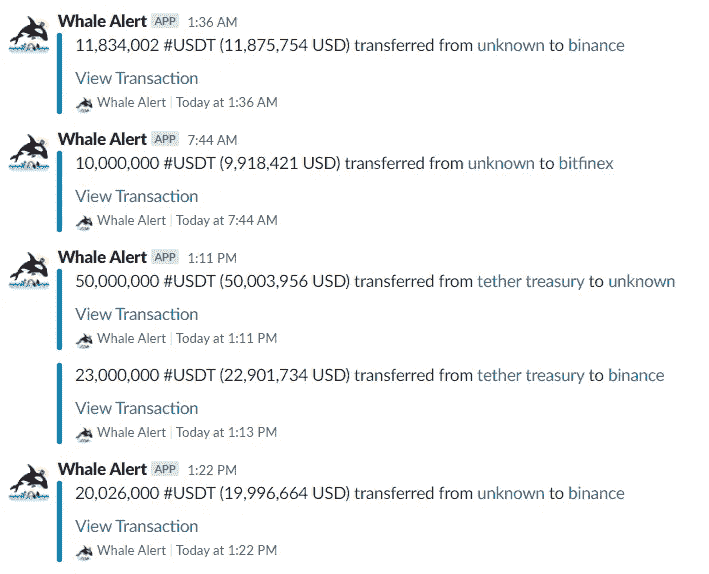 Whale Alert APP 1:36 AM
11,834,002 #USDT (11,875,754 USD) transferred from unknown to binance
View Transaction
Whale Alert | Today at 1:36 AM
Whale Alert APP 7:44 AM
10,000,000 #USDT (9,918,421 USD) transferred from unknown to bitfinex
View Transaction
Whale Alert | Today at 7:44 AM
Whale Alert APP 1:11 PM
50,000,000 #USDT (50,003,956 USD) transferred from tether treasury to unknown
View Transaction
Whale Alert | Today at 1:11 PM
23,000,000 #USDT (22,901,734 USD) transferred from tether treasury to binance
View Transaction
Whale Alert | Today at 1:13 PM
Whale Alert APP 1:22 PM
20,026,000 #USDT (19,996,664 USD) transferred from unknown to binance
View Transaction
Whale Alert | Today at 1:22 PM